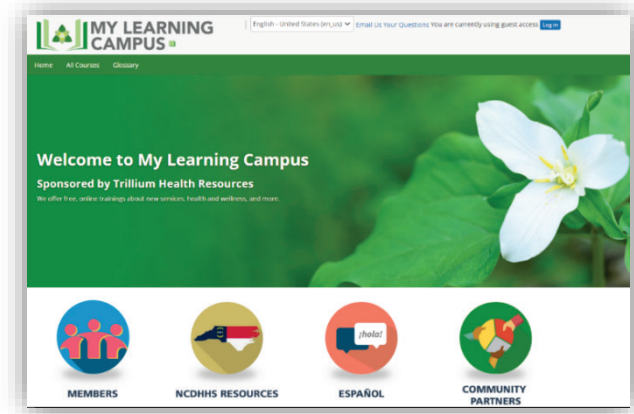 MY LEARNING
CAMPUS
English - United States (en_us) Email Us Your Questions You are currently using guest access Log in
Home All Courses Glossary
Welcome to My Learning Campus
Sponsored by Trillium Health Resources
We offer free, online trainings about new services, health and wellness, and more.
¡hola!
MEMBERS
NCDHHS RESOURCES
ESPAÑOL
COMMUNITY
PARTNERS